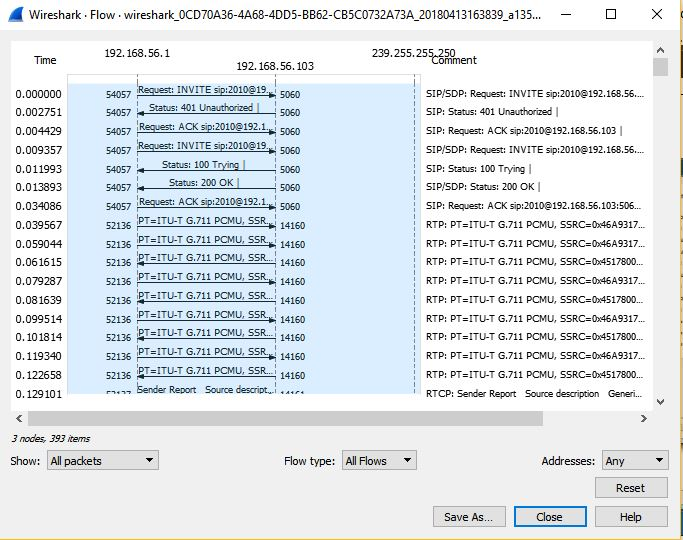 Wireshark · Flow · wireshark_0CD70A36-4A68-4DD5-BB62-CB5C0732A73A_20180413163839_a135...
Time 192.168.56.1 192.168.56.103 239.255.255.250 Comment
0.000000 54057 Request: INVITE sip:2010@19... 5060 SIP/SDP: Request: INVITE sip:2010@192.168.56....
0.002751 54057 Status: 401 Unauthorized | 5060 SIP: Status: 401 Unauthorized |
0.004429 54057 Request: ACK sip:2010@192.1... 5060 SIP: Request: ACK sip:2010@192.168.56.103 |
0.009357 54057 Request: INVITE sip:2010@19... 5060 SIP/SDP: Request: INVITE sip:2010@192.168.56....
0.011993 54057 Status: 100 Trying | 5060 SIP: Status: 100 Trying |
0.013893 54057 Status: 200 OK | 5060 SIP/SDP: Status: 200 OK |
0.034086 54057 Request: ACK sip:2010@192.1... 5060 SIP: Request: ACK sip:2010@192.168.56.103:506...
0.039567 52136 PT=ITU-T G.711 PCMU, SSR... 14160 RTP: PT=ITU-T G.711 PCMU, SSRC=0x46A9317...
0.059044 52136 PT=ITU-T G.711 PCMU, SSR... 14160 RTP: PT=ITU-T G.711 PCMU, SSRC=0x46A9317...
0.061615 52136 PT=ITU-T G.711 PCMU, SSR... 14160 RTP: PT=ITU-T G.711 PCMU, SSRC=0x4517800...
0.079287 52136 PT=ITU-T G.711 PCMU, SSR... 14160 RTP: PT=ITU-T G.711 PCMU, SSRC=0x46A9317...
0.081639 52136 PT=ITU-T G.711 PCMU, SSR... 14160 RTP: PT=ITU-T G.711 PCMU, SSRC=0x4517800...
0.099514 52136 PT=ITU-T G.711 PCMU, SSR... 14160 RTP: PT=ITU-T G.711 PCMU, SSRC=0x46A9317...
0.101814 52136 PT=ITU-T G.711 PCMU, SSR... 14160 RTP: PT=ITU-T G.711 PCMU, SSRC=0x4517800...
0.119340 52136 PT=ITU-T G.711 PCMU, SSR... 14160 RTP: PT=ITU-T G.711 PCMU, SSRC=0x46A9317...
0.122658 52136 PT=ITU-T G.711 PCMU, SSR... 14160 RTP: PT=ITU-T G.711 PCMU, SSRC=0x4517800...
0.129101 52137 Sender Report Source descript... 14161 RTCP: Sender Report Source description Generi...
3 nodes, 393 items
Show: All packets Flow type: All Flows Addresses: Any
Reset
Save As... Close Help